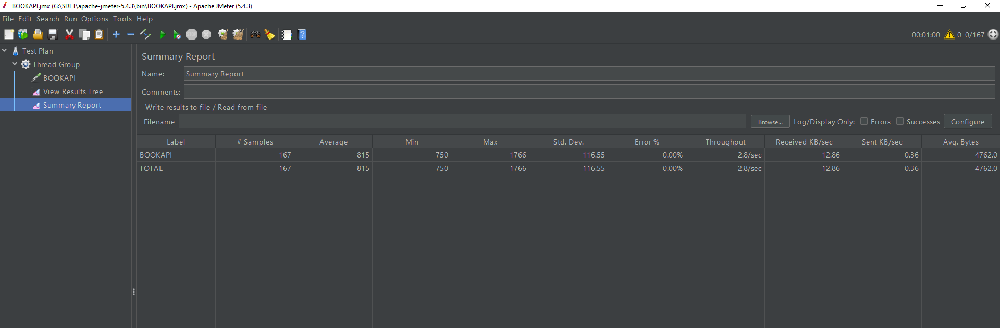 BOOKAPI.jmx (G:\SDET\apache-jmeter-5.4.3\bin\BOOKAPI.jmx) - Apache JMeter (5.4.3)
File Edit Search Run Options Tools Help
00:01:00 0 0/167
Test Plan
Thread Group
BOOKAPI
View Results Tree
Summary Report
Summary Report
Name: Summary Report
Comments:
Write results to file / Read from file
Filename Browse... Log/Display Only: Errors Successes Configure
Label # Samples Average Min Max Std. Dev. Error % Throughput Received KB/sec Sent KB/sec Avg. Bytes
BOOKAPI 167 815 750 1766 116.55 0.00% 2.8/sec 12.86 0.36 4762.0
TOTAL 167 815 750 1766 116.55 0.00% 2.8/sec 12.86 0.36 4762.0